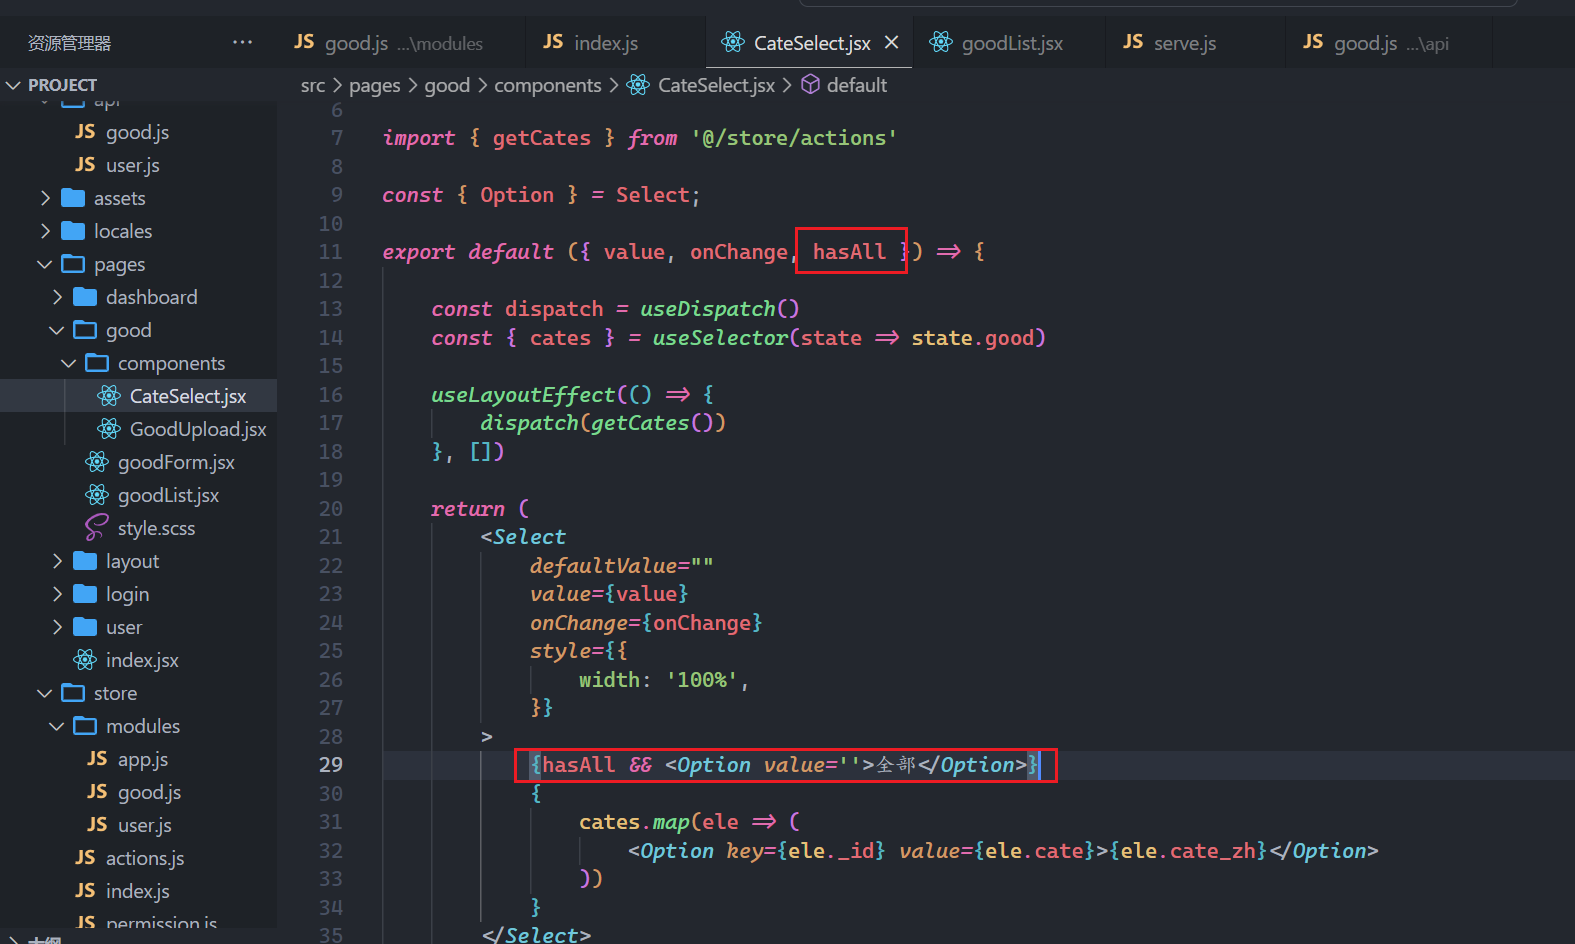 资源管理器 ···
JS good.js ...\modules
JS index.js
CateSelect.jsx
goodList.jsx
JS serve.js
JS good.js ...\api
PROJECT
api
JS good.js
JS user.js
assets
locales
pages
dashboard
good
components
CateSelect.jsx
GoodUpload.jsx
goodForm.jsx
goodList.jsx
style.scss
layout
login
user
index.jsx
store
modules
JS app.js
JS good.js
JS user.js
JS actions.js
JS index.js
JS permission.js
大纲
src > pages > good > components > CateSelect.jsx > default
6
7 import { getCates } from '@/store/actions'
8
9 const { Option } = Select;
10
11 export default ({ value, onChange, hasAll }) => {
12
13 const dispatch = useDispatch()
14 const { cates } = useSelector(state => state.good)
15
16 useLayoutEffect(() => {
17 dispatch(getCates())
18 }, [])
19
20 return (
21 <Select
22 defaultValue=""
23 value={value}
24 onChange={onChange}
25 style={{
26 width: '100%',
27 }}
28 >
29 {hasAll && <Option value=''>全部</Option>}
30 {
31 cates.map(ele => (
32 <Option key={ele._id} value={ele.cate}>{ele.cate_zh}</Option>
33 ))
34 }
35 </Select>